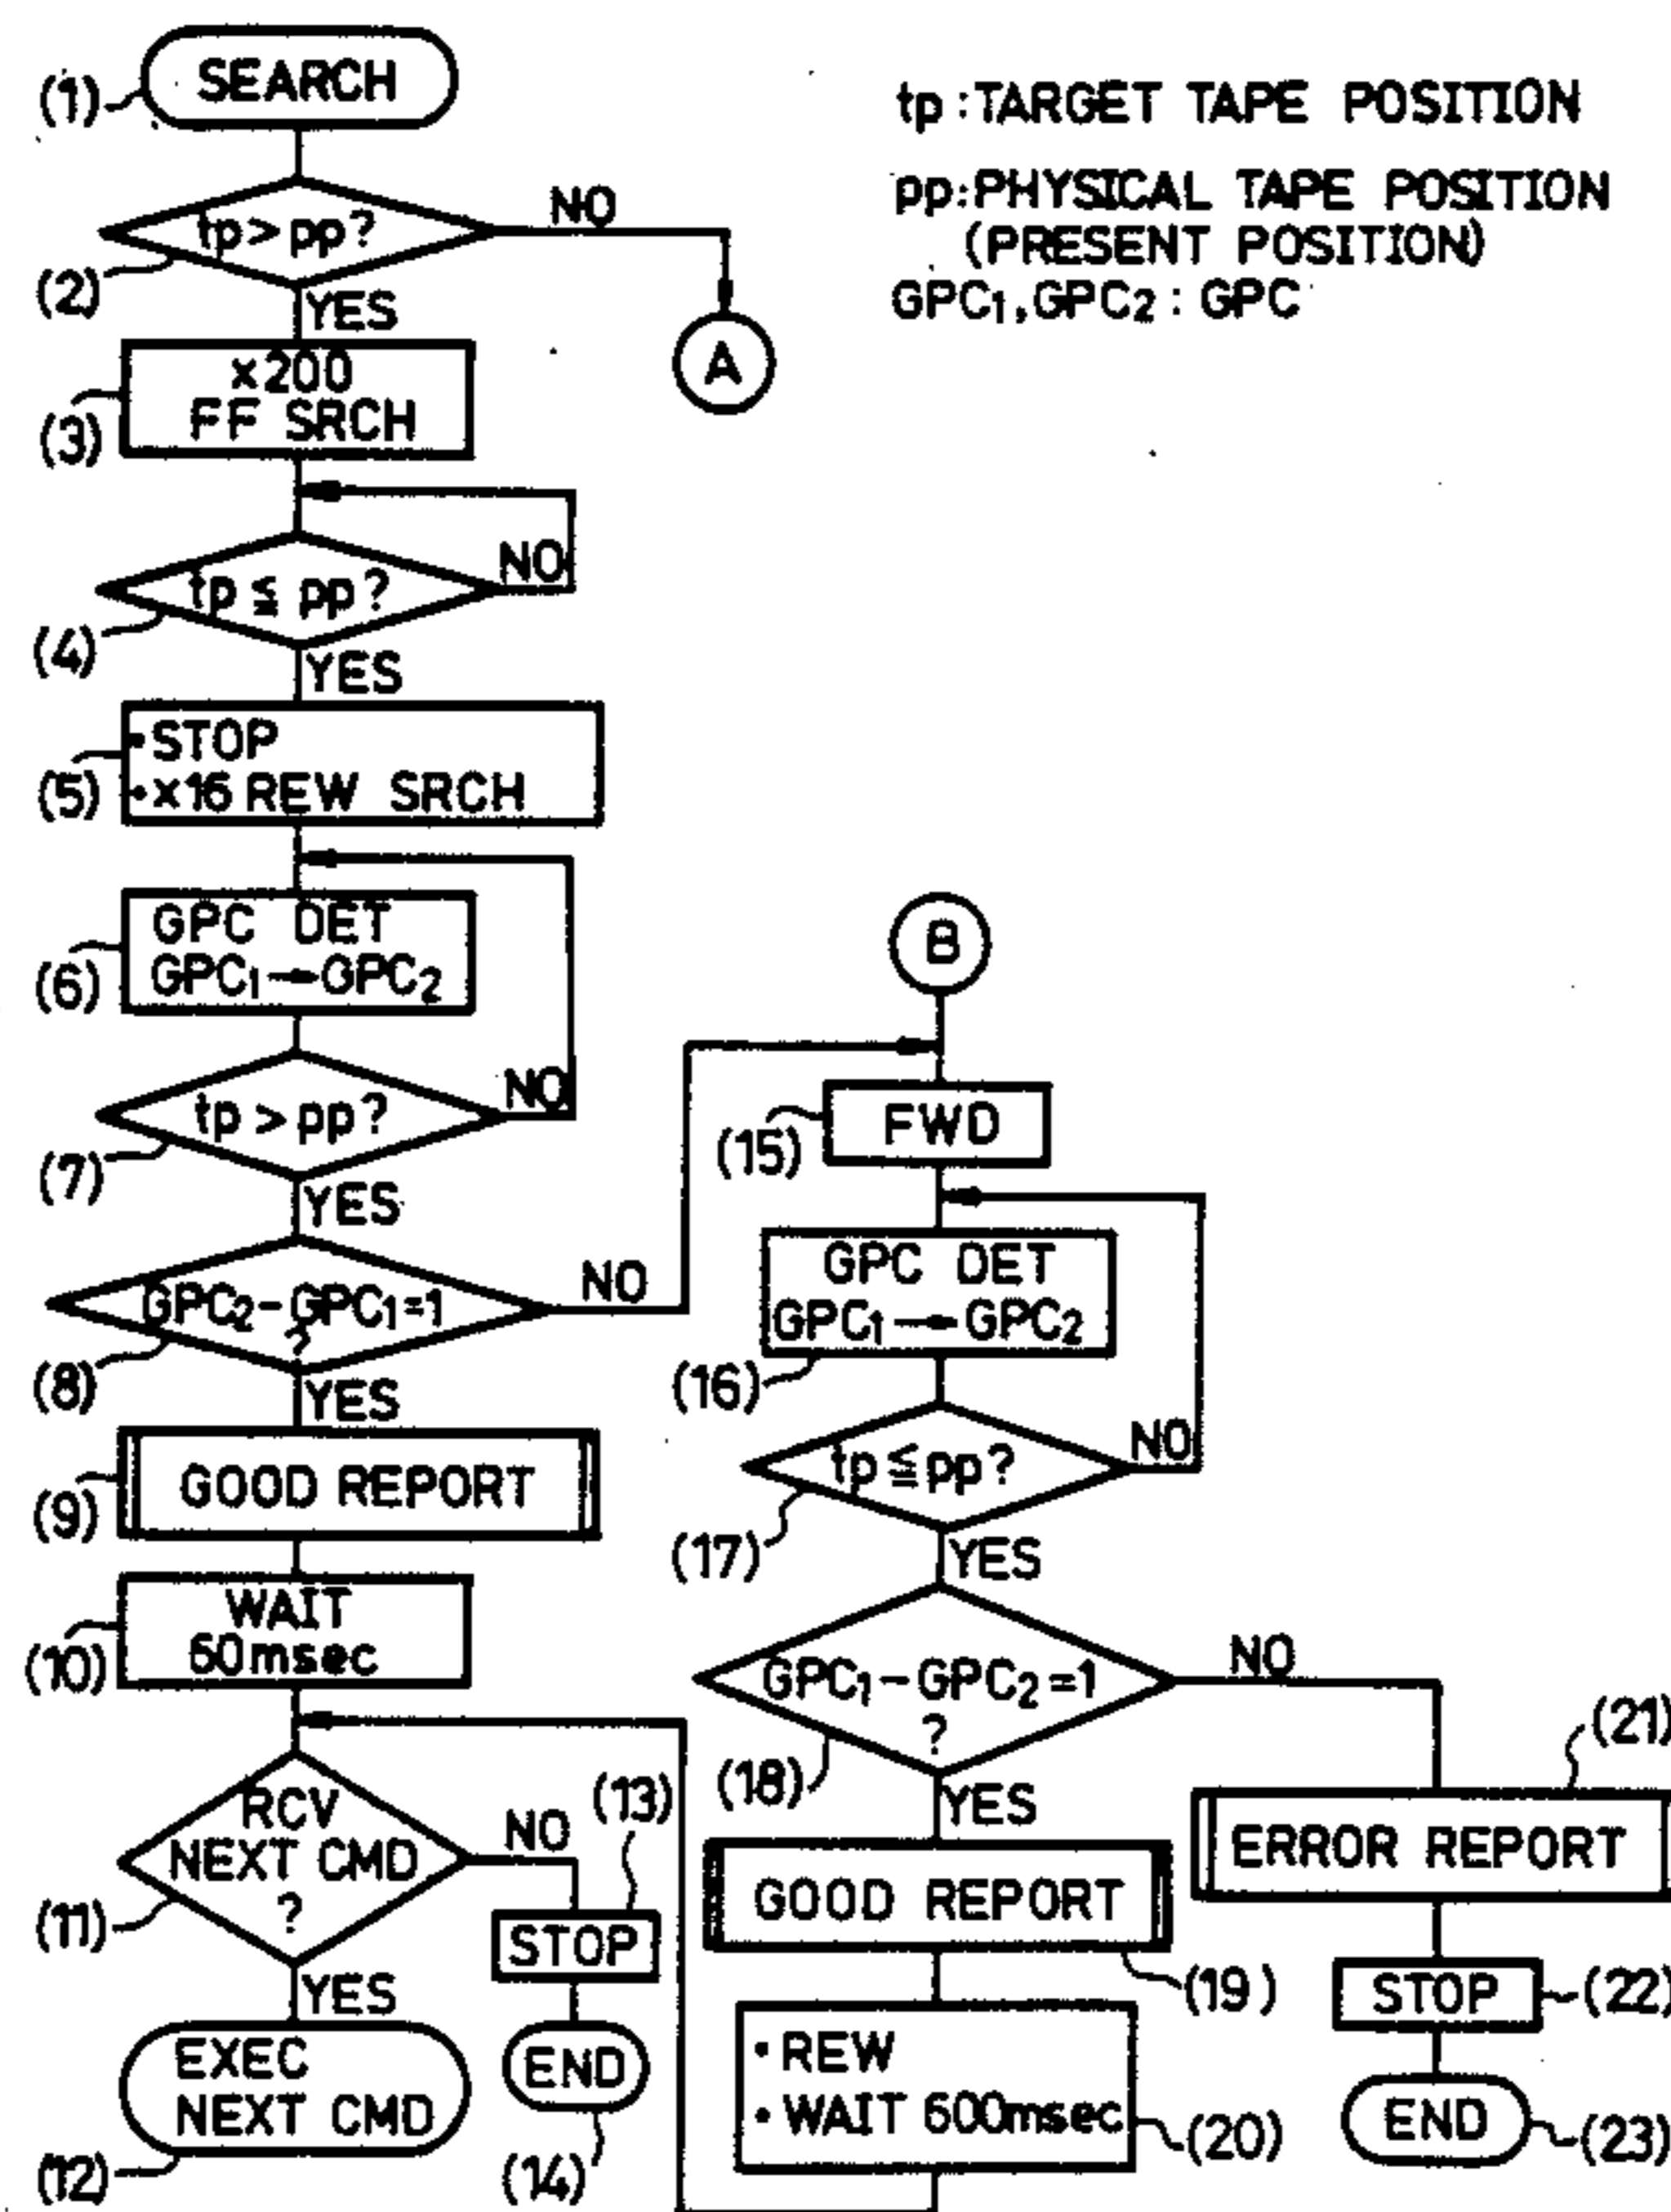 (1) SEARCH
tp : TARGET TAPE POSITION
pp : PHYSICAL TAPE POSITION
(PRESENT POSITION)
GPC₁, GPC₂ : GPC
(2) tp > pp?
NO
YES
A
(3) ×200
FF SRCH
(4) tp ≦ pp?
NO
YES
(5) •STOP
•×16 REW SRCH
(6) GPC DET
GPC₁→GPC₂
(7) tp > pp?
NO
YES
(8) GPC₂-GPC₁=1
?
NO
YES
(9) GOOD REPORT
(10) WAIT
60msec
(11) RCV
NEXT CMD
?
NO
YES
(12) EXEC
NEXT CMD
(13) STOP
(14) END
B
(15) FWD
(16) GPC DET
GPC₁→GPC₂
(17) tp ≦ pp?
NO
YES
(18) GPC₁-GPC₂=1
?
NO
YES
(19) GOOD REPORT
(20) • REW
• WAIT 600msec
(21) ERROR REPORT
(22) STOP
(23) END